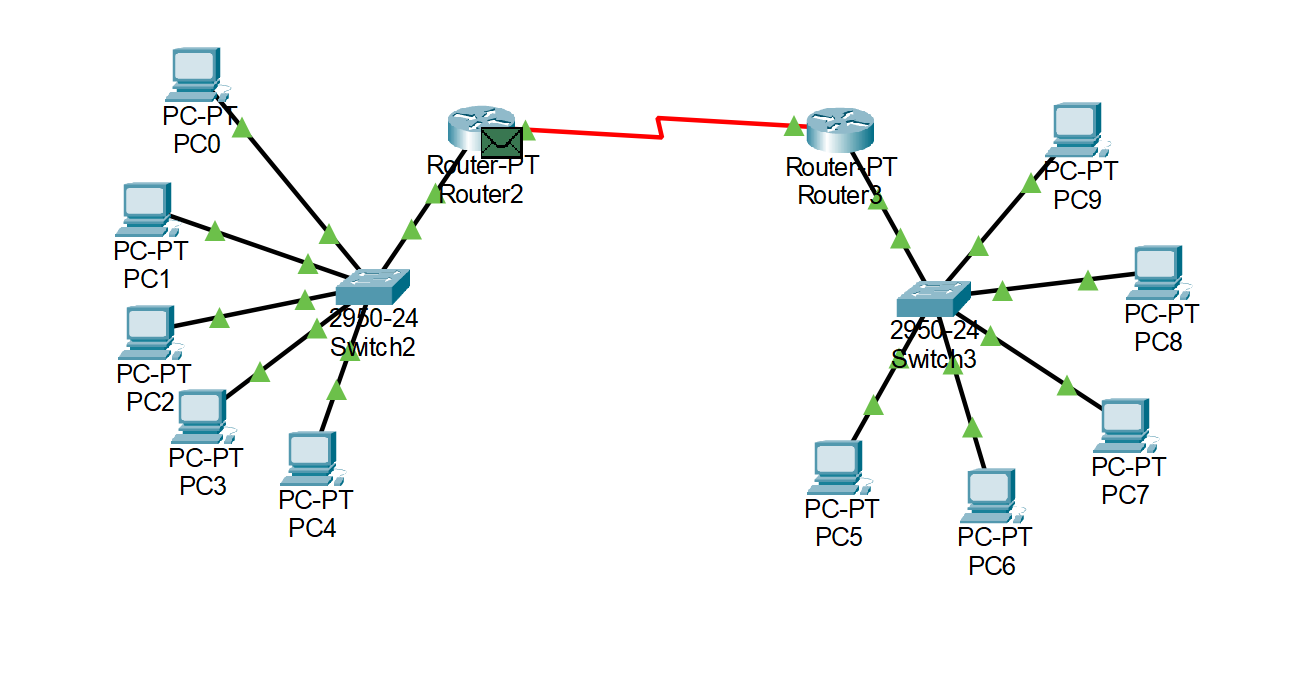 PC-PT
PC0
PC-PT
PC1
PC-PT
PC2
PC-PT
PC3
PC-PT
PC4
Router-PT
Router2
2950-24
Switch2
Router-PT
Router3
2950-24
Switch3
PC-PT
PC9
PC-PT
PC8
PC-PT
PC7
PC-PT
PC5
PC-PT
PC6